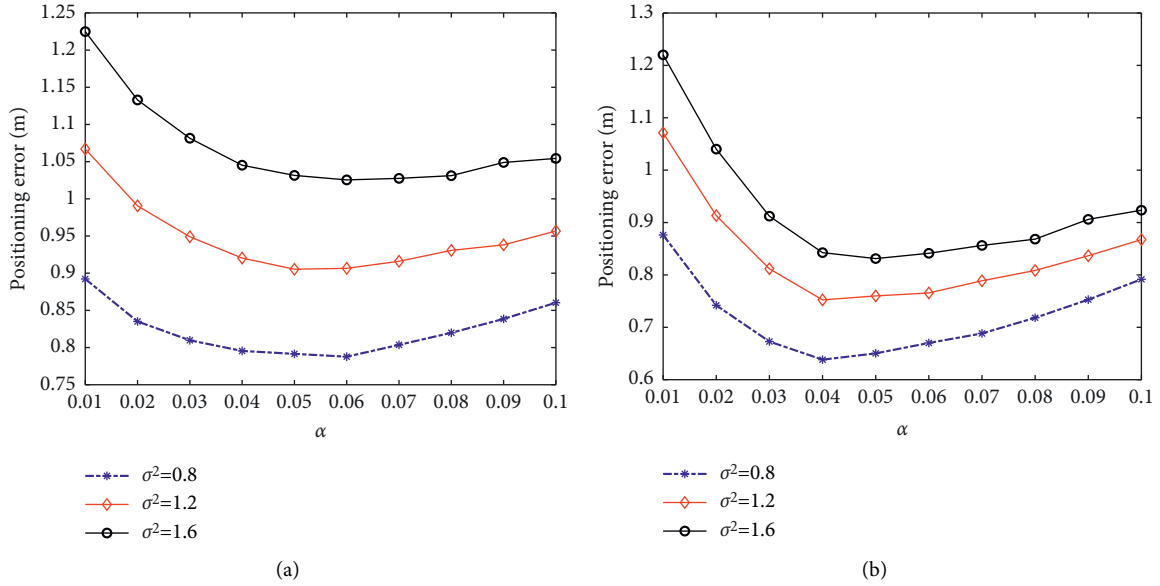 1.25
1.2
1.15
1.1
1.05
1
0.95
0.9
0.85
0.8
0.75
Positioning error (m)
0.01 0.02 0.03 0.04 0.05 0.06 0.07 0.08 0.09 0.1
α
σ²=0.8
σ²=1.2
σ²=1.6
(a)
1.3
1.2
1.1
1
0.9
0.8
0.7
0.6
Positioning error (m)
0.01 0.02 0.03 0.04 0.05 0.06 0.07 0.08 0.09 0.1
α
σ²=0.8
σ²=1.2
σ²=1.6
(b)